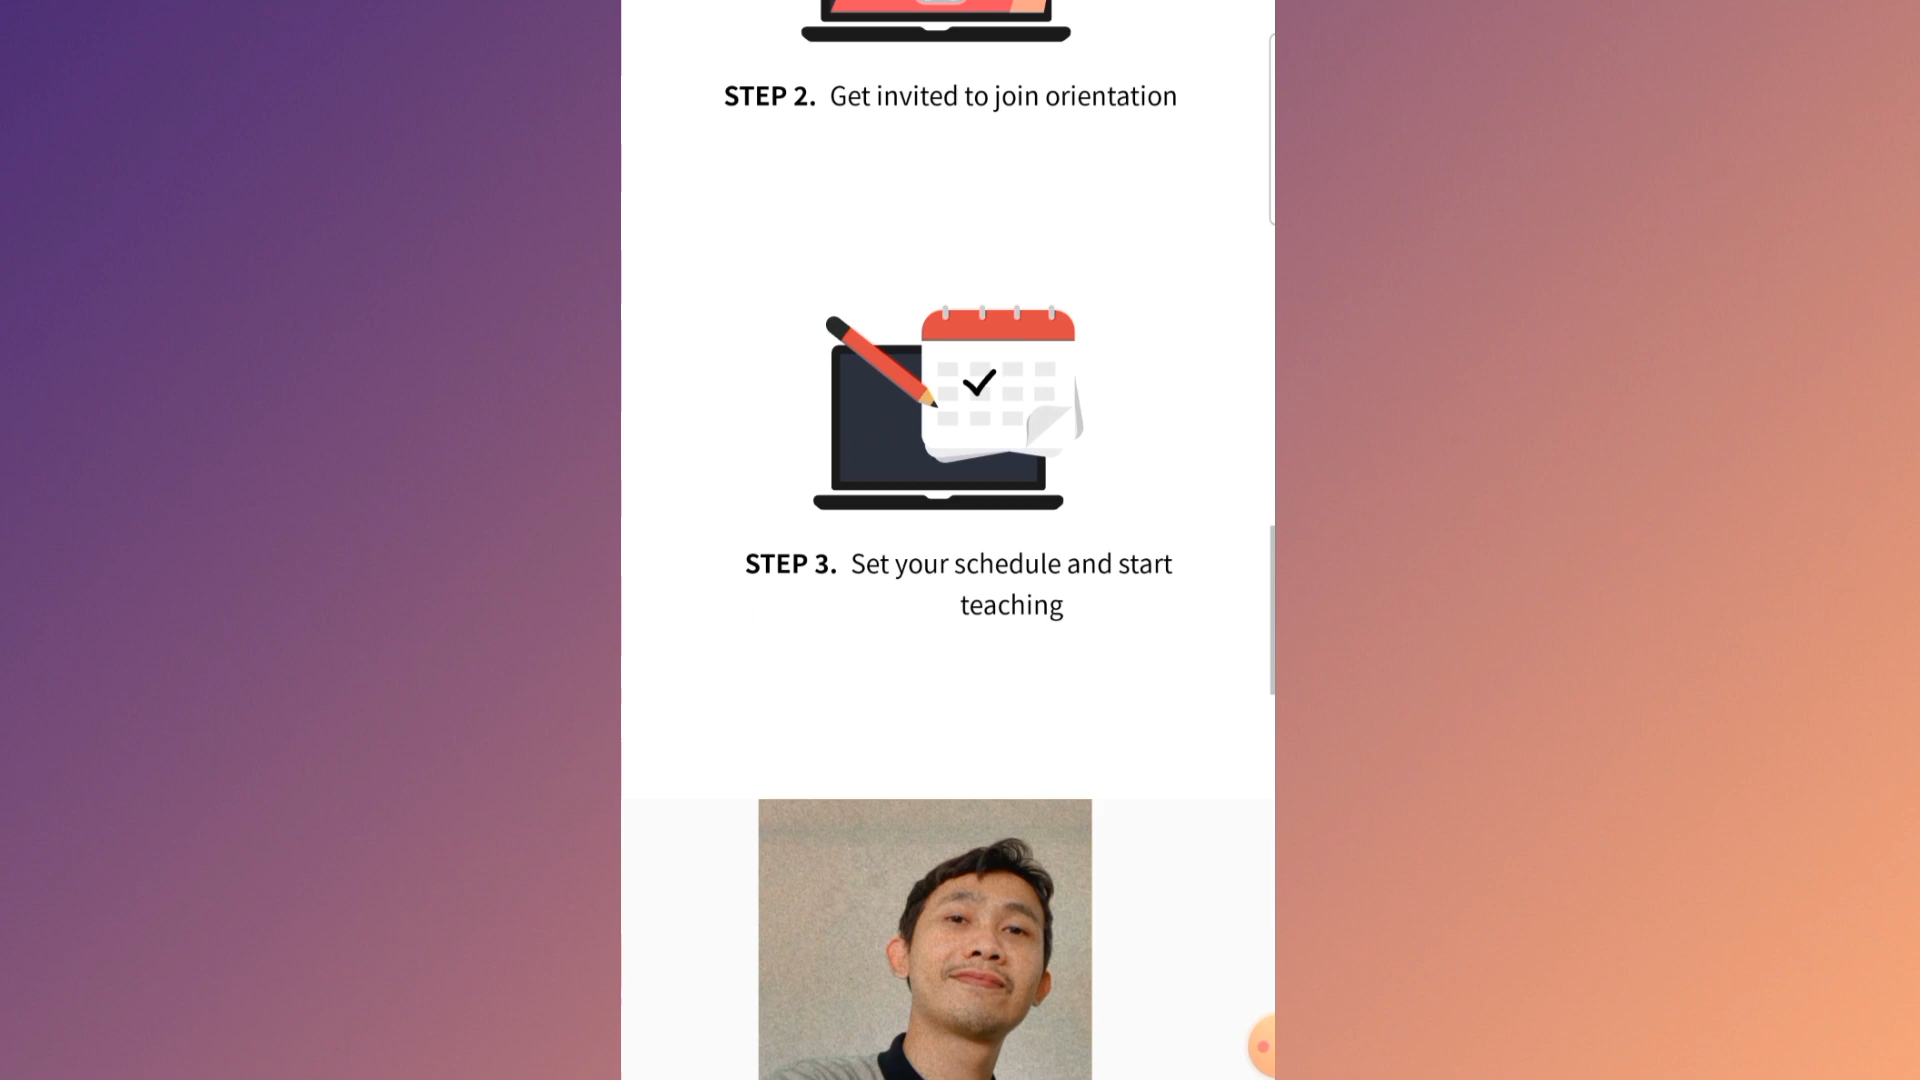 STEP 2. Get invited to join orientation
STEP 3. Set your schedule and start
teaching